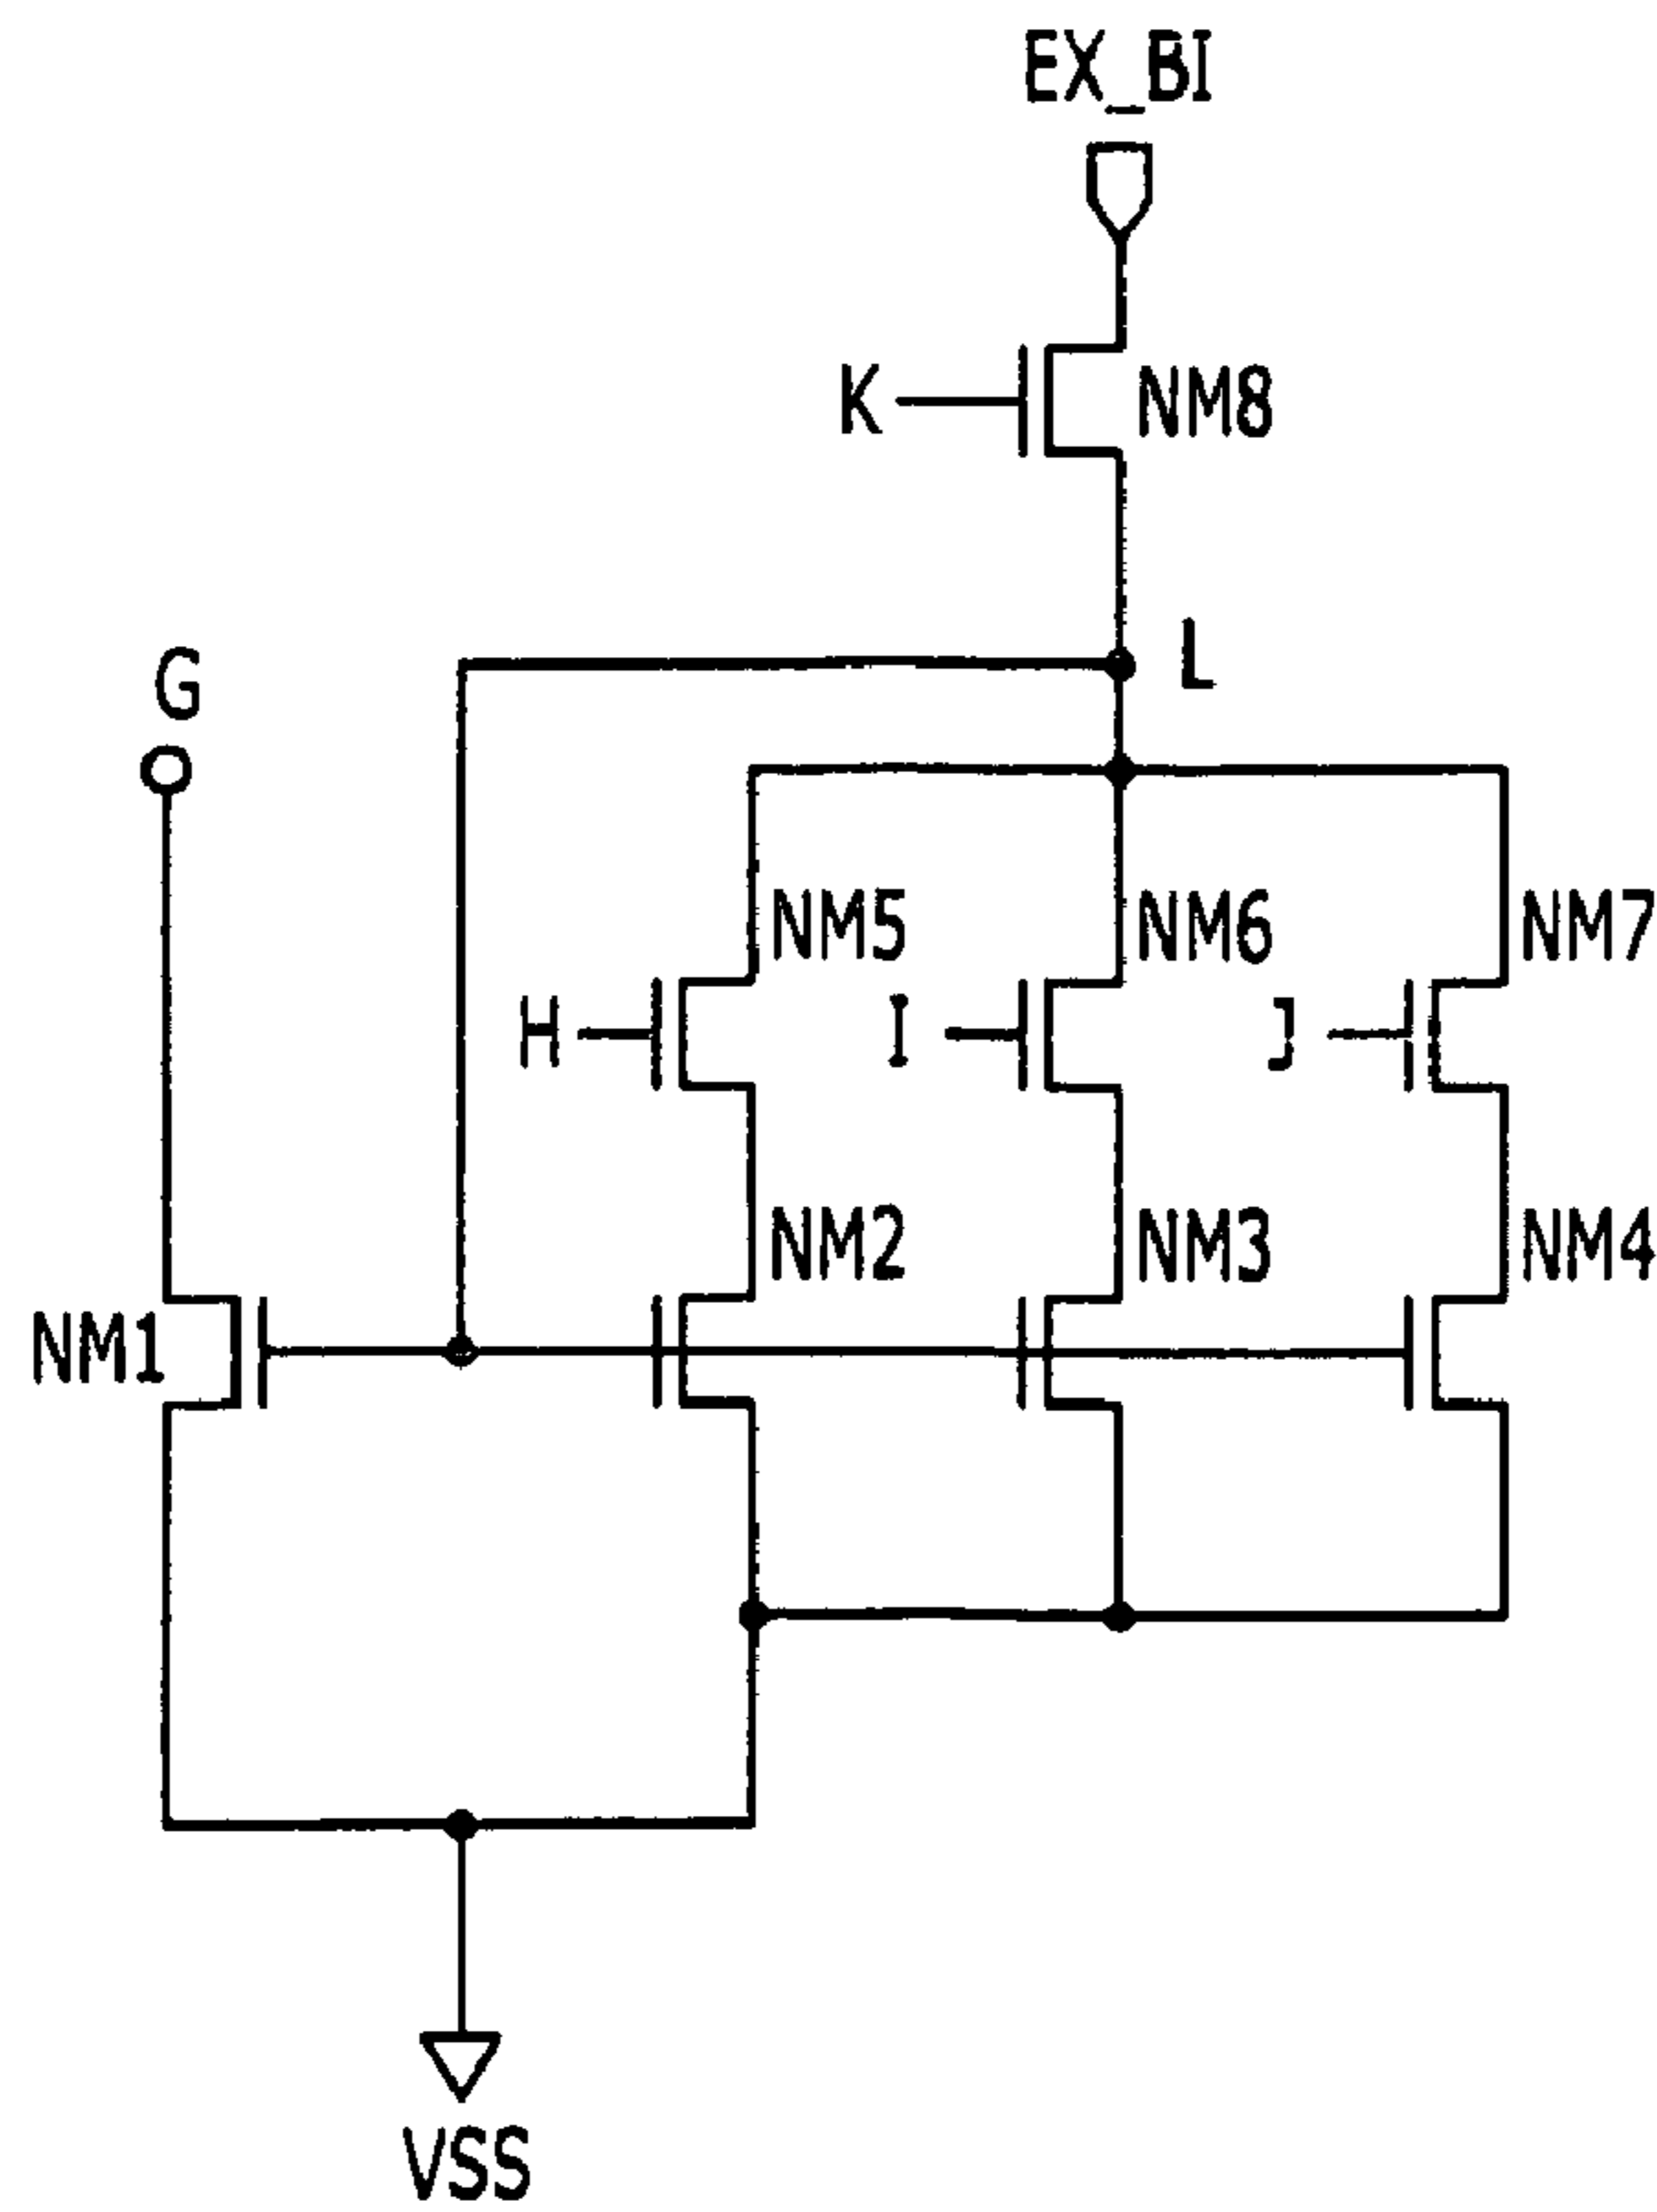 EX_BI
K NM8
L
G
NM5 NM6 NM7
H I J
NM2 NM3 NM4
NM1
VSS